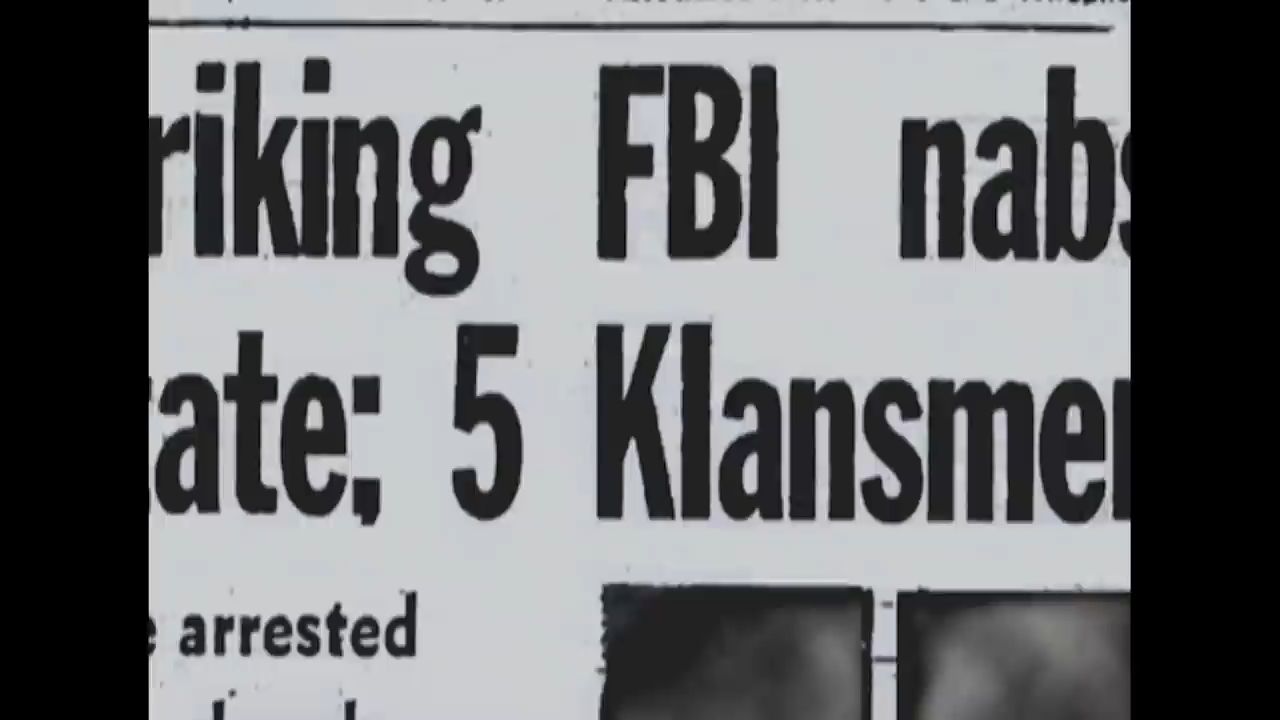 riking FBI nabs
ate; 5 Klansmen
arrested